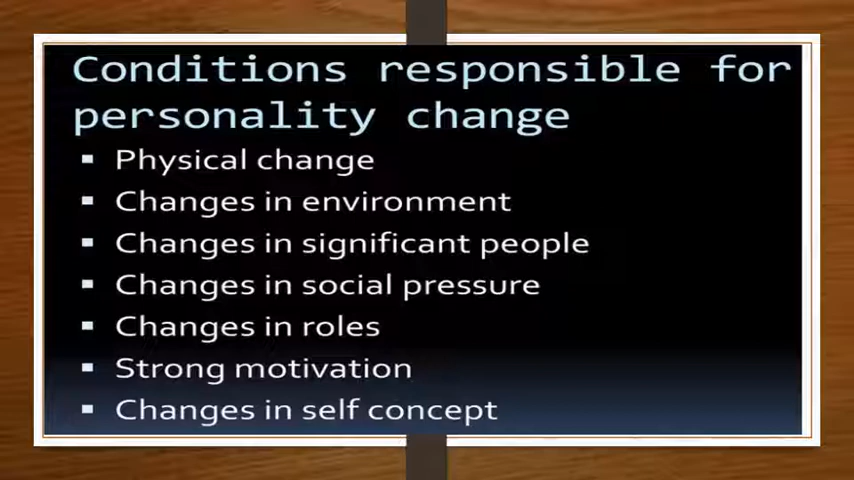 Conditions responsible for
personality change
▪ Physical change
▪ Changes in environment
▪ Changes in significant people
▪ Changes in social pressure
▪ Changes in roles
▪ Strong motivation
▪ Changes in self concept